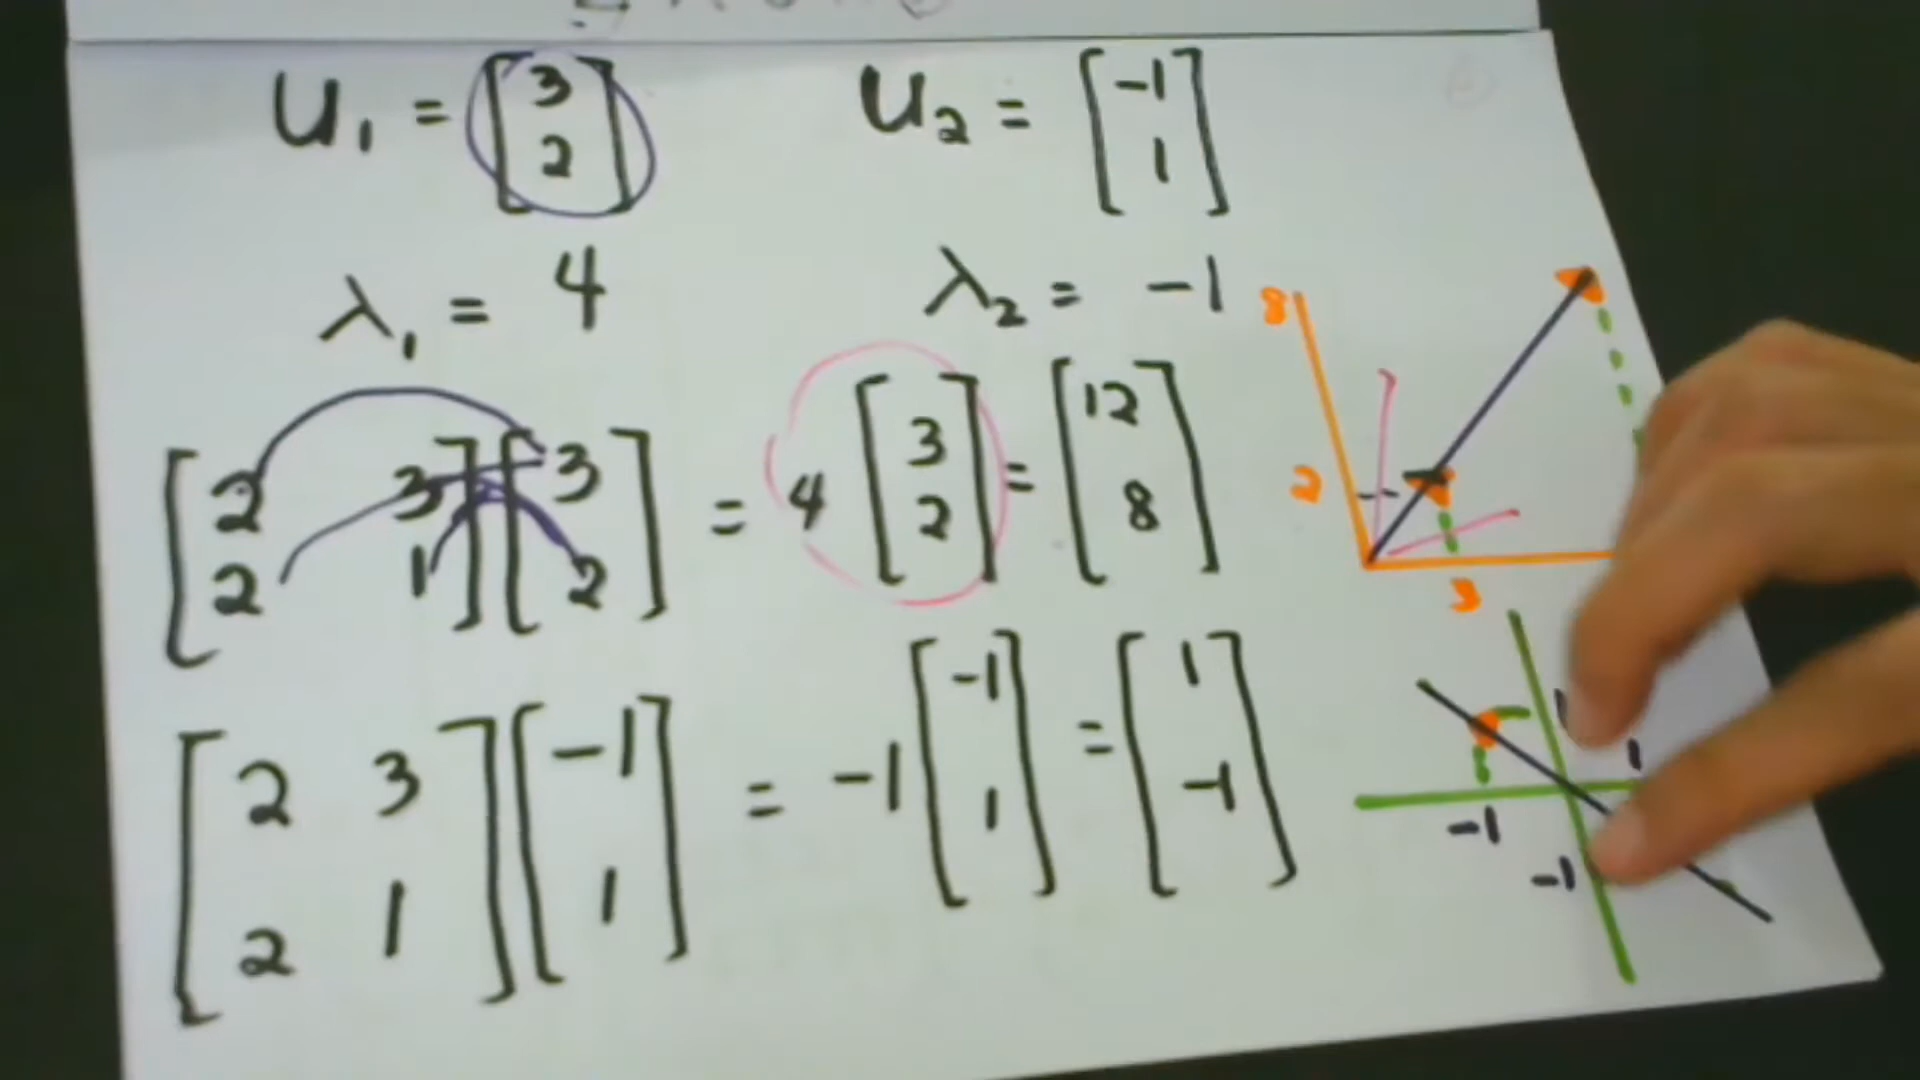 U₁ = [3 2] U₂ = [-1 1]
λ₁ = 4 λ₂ = -1
[2 3 2 1] [3 2] = 4 [3 2] = [12 8]
[2 3 2 1] [-1 1] = -1 [-1 1] = [1 -1]
8
2
3
1
1
-1
-1